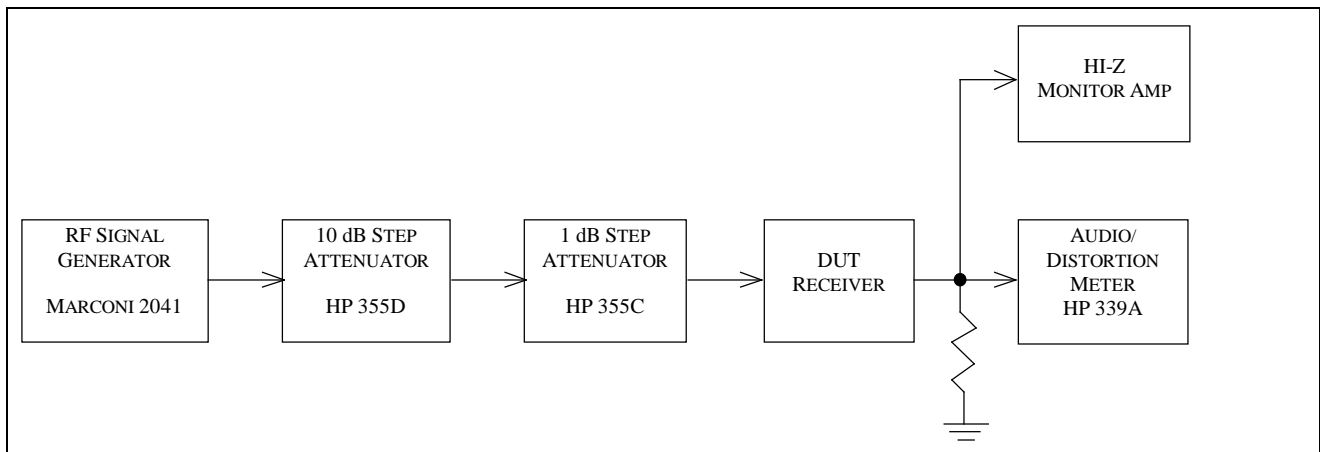 HI-Z
MONITOR AMP
RF SIGNAL
GENERATOR
MARCONI 2041
10 dB STEP
ATTENUATOR
HP 355D
1 dB STEP
ATTENUATOR
HP 355C
DUT
RECEIVER
AUDIO/
DISTORTION
METER
HP 339A